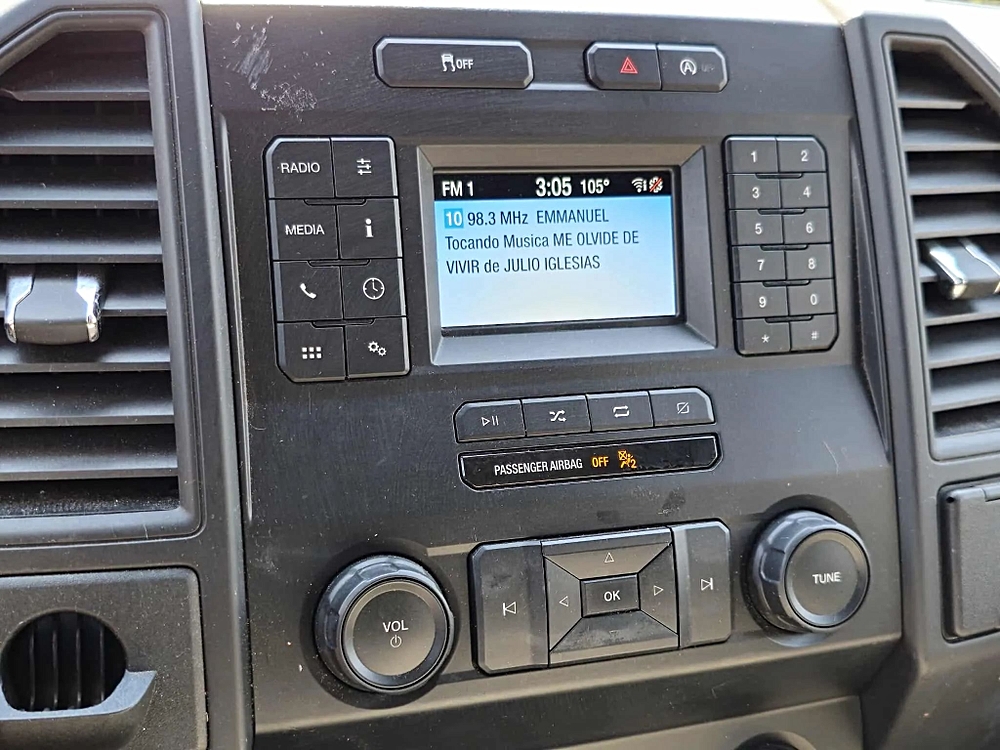 OFF
RADIO
MEDIA
FM 1 3:05 105°
10 98.3 MHz EMMANUEL
Tocando Musica ME OLVIDE DE
VIVIR de JULIO IGLESIAS
1 2
3 4
5 6
7 8
9 0
* #
PASSENGER AIRBAG OFF 2
VOL
OK
TUNE